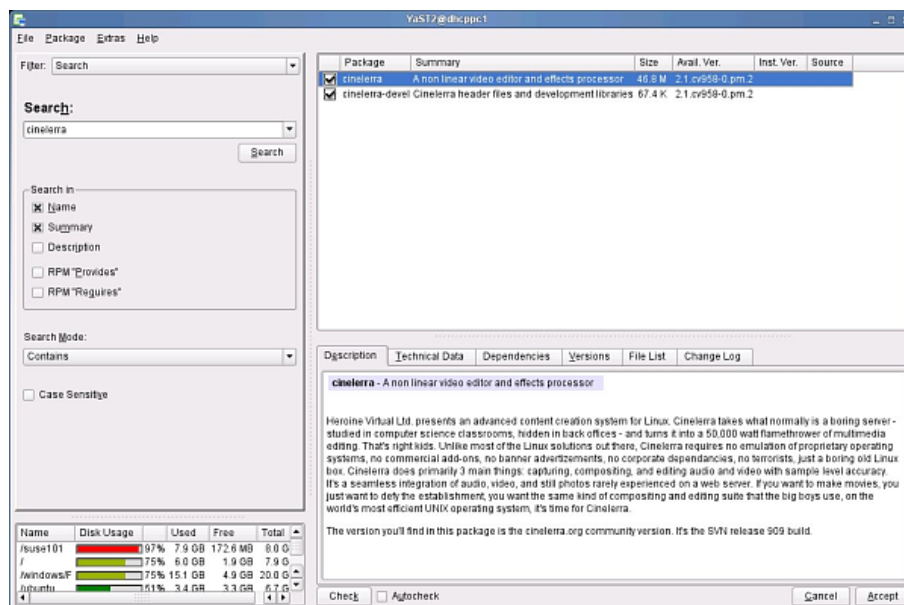 YaST2@dhcppc1
File Package Extras Help
Filter: Search
Search:
cinelerra
Search
Search in
Name
Summary
Description
RPM "Provides"
RPM "Requires"
Search Mode:
Contains
Case Sensitive
Name Disk Usage Used Free Total
/suse101 97% 7.9 GB 172.6 MB 8.0 G
/ 75% 6.0 GB 1.9 GB 7.9 G
/windows/F 75% 15.1 GB 4.9 GB 20.0 G
/ubuntu 51% 3.4 GB 3.3 GB 6.7 G
Package Summary Size Avail. Ver. Inst. Ver. Source
cinelerra A non linear video editor and effects processor 46.8 M 2.1.cv958-0.pm.2
cinelerra-devel Cinelerra header files and development libraries 67.4 K 2.1.cv958-0.pm.2
Description Technical Data Dependencies Versions File List Change Log
cinelerra - A non linear video editor and effects processor
Heroine Virtual Ltd. presents an advanced content creation system for Linux. Cinelerra takes what normally is a boring server -
studied in computer science classrooms, hidden in back offices - and turns it into a 50,000 watt flamethrower of multimedia
editing. That's right kids. Unlike most of the Linux solutions out there, Cinelerra requires no emulation of proprietary operating
systems, no commercial add-ons, no banner advertizements, no corporate dependancies, no terrorists, just a boring old Linux
box. Cinelerra does primarily 3 main things: capturing, compositing, and editing audio and video with sample level accuracy.
It's a seamless integration of audio, video, and still photos rarely experienced on a web server. If you want to make movies, you
just want to defy the establishment, you want the same kind of compositing and editing suite that the big boys use, on the
world's most efficient UNIX operating system, it's time for Cinelerra.
The version you'll find in this package is the cinelerra.org community version. It's the SVN release 909 build.
Check Autocheck Cancel Accept